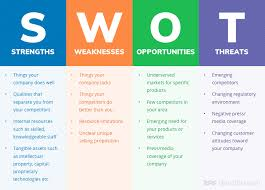 S
STRENGTHS
Things your
company does well
Qualities that
separate you from
your competitors
Internal resources
such as skilled,
knowledgeable staff
Tangible assets such
as intellectual
property, capital,
proprietary
technologies etc.
W
WEAKNESSES
Things your
company lacks
Things your
competitors do
better than you
Resource
limitations
Unclear unique
selling proposition
O
OPPORTUNITIES
Underserved
markets for specific
products
Few competitors in
your area
Emerging need for
your products or
services
Press/media
coverage of your
company
T
THREATS
Emerging
competitors
Changing regulatory
environment
Negative press/
media coverage
Changing customer
attitudes toward
your company